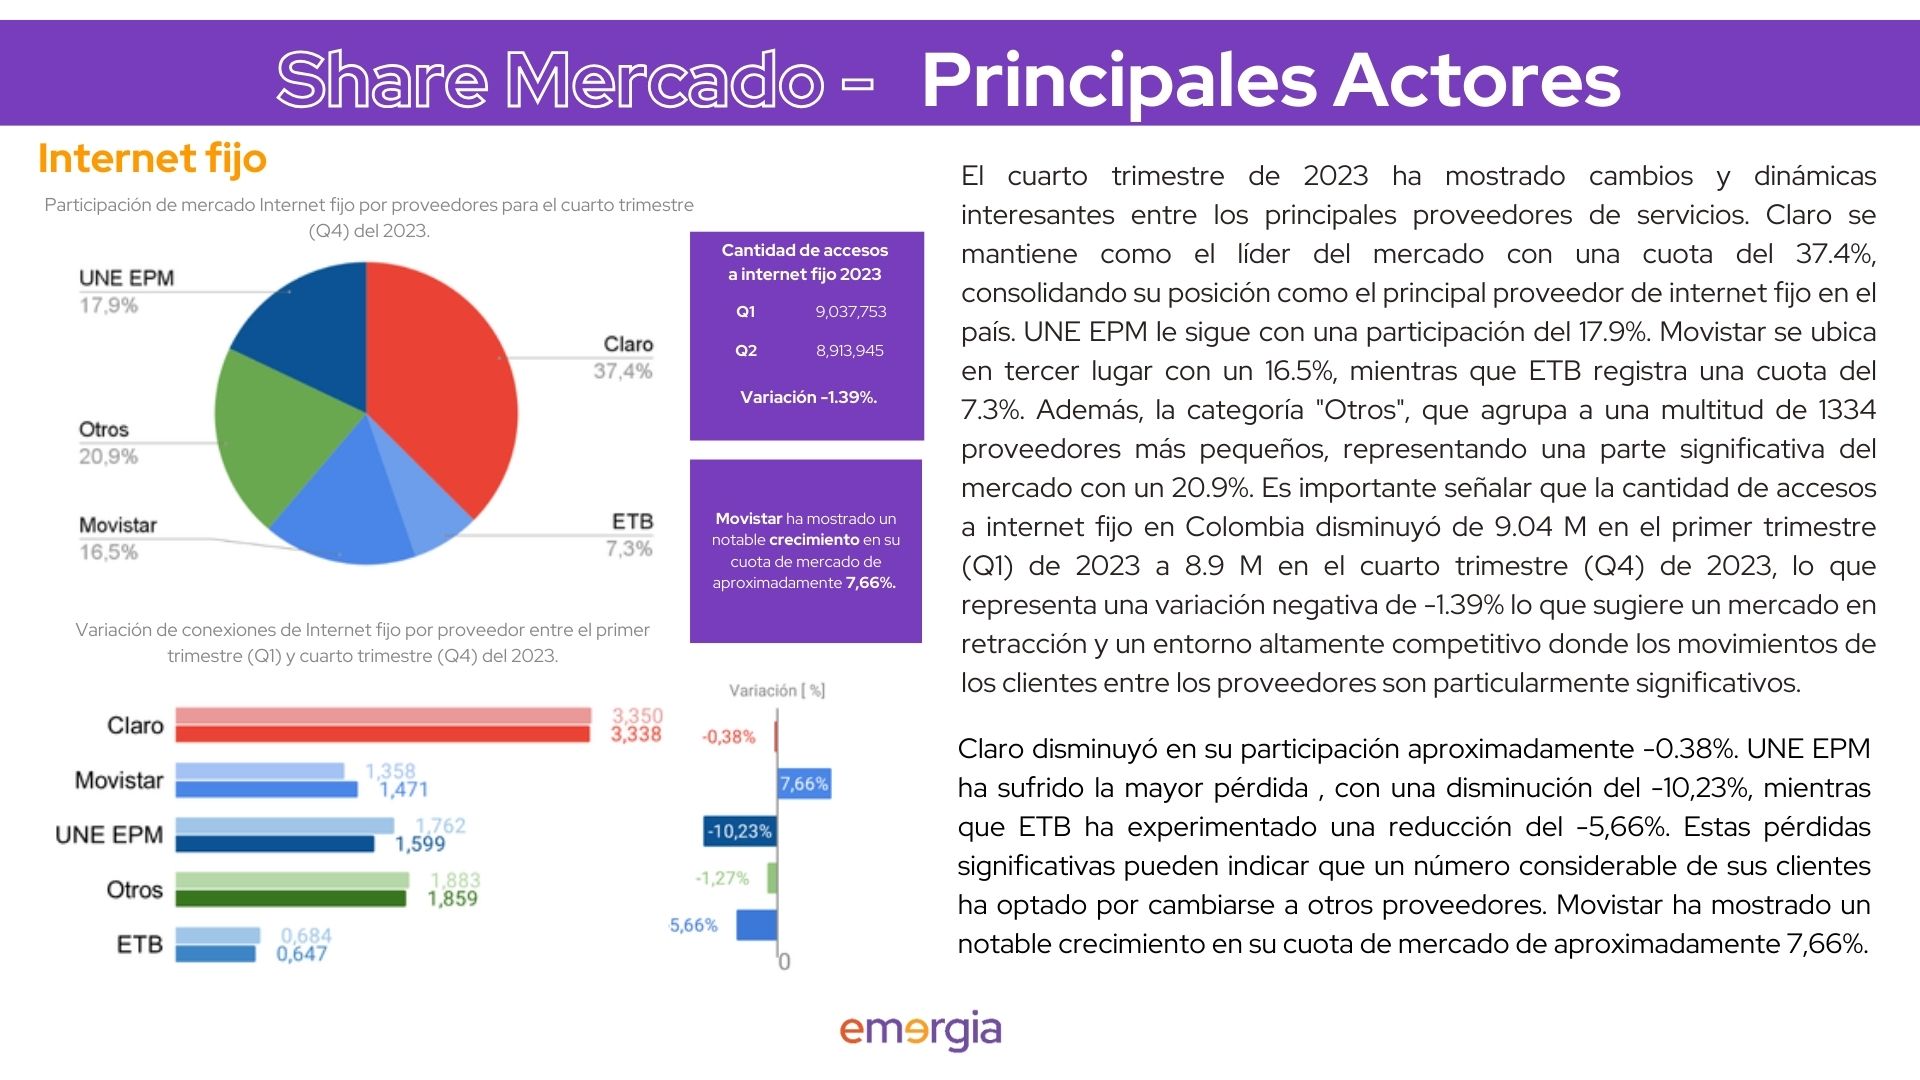 Share Mercado - Principales Actores
Internet fijo
Participación de mercado Internet fijo por proveedores para el cuarto trimestre
(Q4) del 2023.
UNE EPM
17,9%
Claro
37,4%
Otros
20,9%
Movistar
16,5%
ETB
7,3%
Cantidad de accesos
a internet fijo 2023
Q1 9,037,753
Q2 8,913,945
Variación -1.39%.
Movistar ha mostrado un
notable crecimiento en su
cuota de mercado de
aproximadamente 7,66%.
Variación de conexiones de Internet fijo por proveedor entre el primer
trimestre (Q1) y cuarto trimestre (Q4) del 2023.
Claro 3,350
3,338
Movistar 1,358
1,471
UNE EPM 1,762
1,599
Otros 1,883
1,859
ETB 0,684
0,647
Variación [ %]
-0,38%
7,66%
-10,23%
-1,27%
5,66%
0
El cuarto trimestre de 2023 ha mostrado cambios y dinámicas
interesantes entre los principales proveedores de servicios. Claro se
mantiene como el líder del mercado con una cuota del 37.4%,
consolidando su posición como el principal proveedor de internet fijo en el
país. UNE EPM le sigue con una participación del 17.9%. Movistar se ubica
en tercer lugar con un 16.5%, mientras que ETB registra una cuota del
7.3%. Además, la categoría "Otros", que agrupa a una multitud de 1334
proveedores más pequeños, representando una parte significativa del
mercado con un 20.9%. Es importante señalar que la cantidad de accesos
a internet fijo en Colombia disminuyó de 9.04 M en el primer trimestre
(Q1) de 2023 a 8.9 M en el cuarto trimestre (Q4) de 2023, lo que
representa una variación negativa de -1.39% lo que sugiere un mercado en
retracción y un entorno altamente competitivo donde los movimientos de
los clientes entre los proveedores son particularmente significativos.
Claro disminuyó en su participación aproximadamente -0.38%. UNE EPM
ha sufrido la mayor pérdida , con una disminución del -10,23%, mientras
que ETB ha experimentado una reducción del -5,66%. Estas pérdidas
significativas pueden indicar que un número considerable de sus clientes
ha optado por cambiarse a otros proveedores. Movistar ha mostrado un
notable crecimiento en su cuota de mercado de aproximadamente 7,66%.
emergia